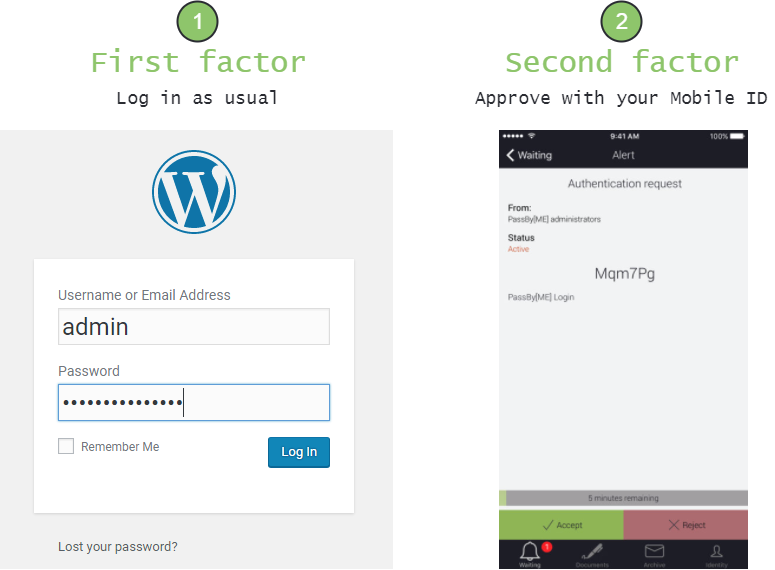 1
First factor
Log in as usual
W
Username or Email Address
admin
Password
•••••••••••••••
Remember Me
Log In
Lost your password?
2
Second factor
Approve with your Mobile ID
9:41 AM
100%
Waiting
Alert
Authentication request
From:
PassBy[ME] administrators
Status
Active
Mqm7Pg
PassBy[ME] Login
5 minutes remaining
Accept
Reject
1
Waiting
Documents
Archive
Identity